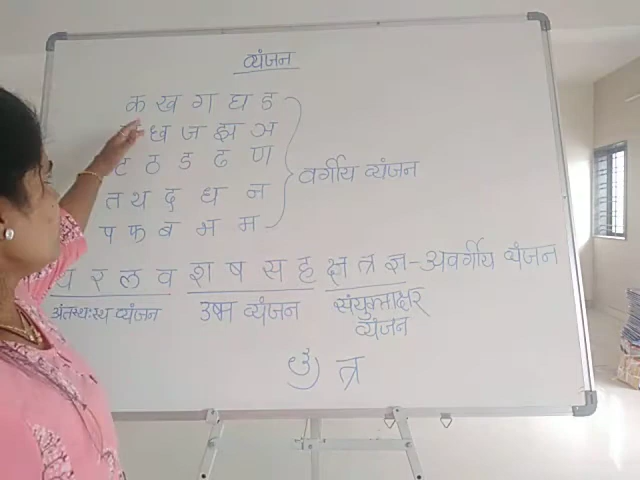 व्यंजन
क ख ग घ ड
छ ज झ ञ
ट ठ ड ढ ण
त थ द ध न
प फ ब भ म
वर्गीय व्यंजन
य र ल व श ष स ह क्ष त्र ज्ञ - अवर्गीय व्यंजन
अंतस्थःस्थ व्यंजन उष्म व्यंजन संयुक्ताक्षर
व्यंजन
त्र